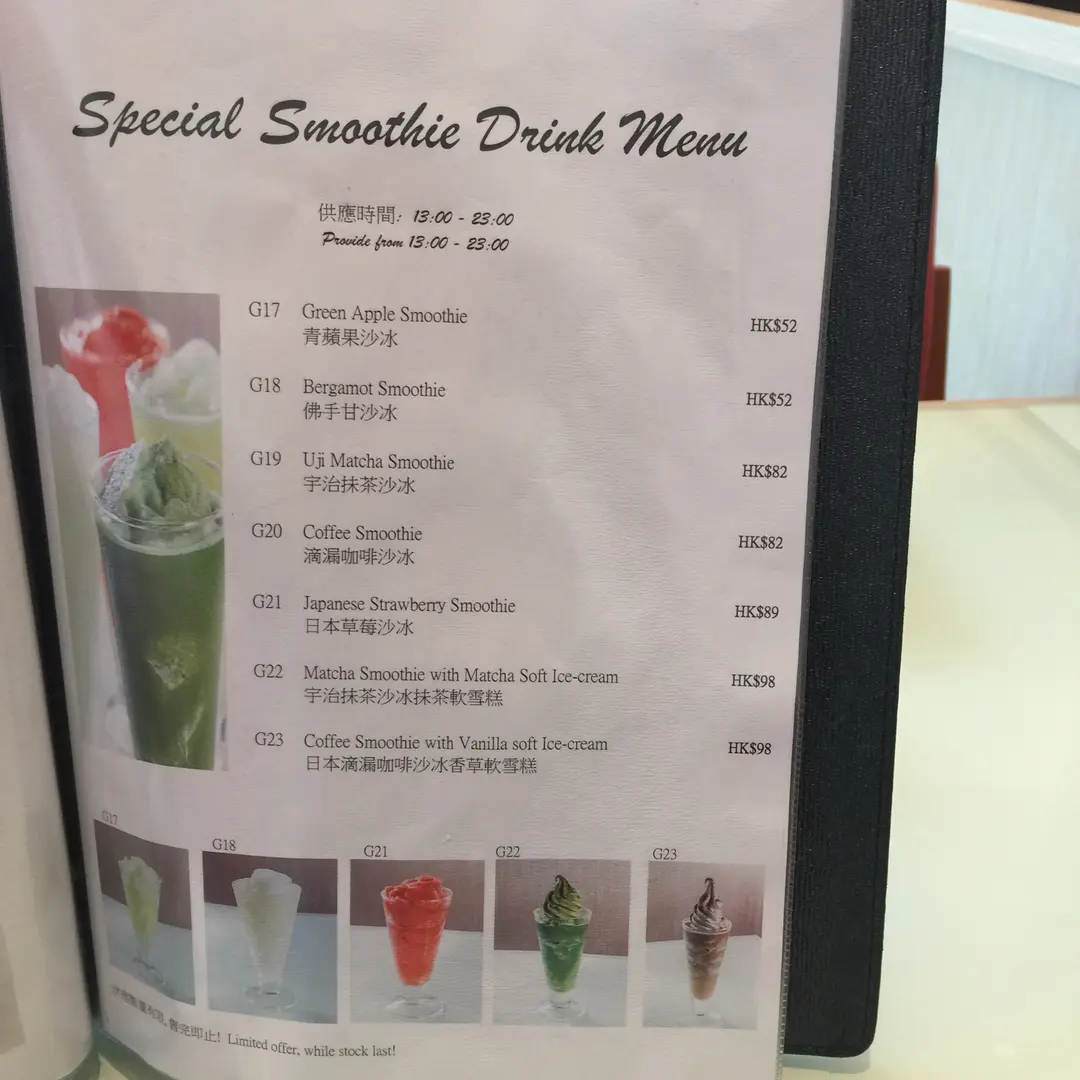 Special Smoothie Drink Menu
供應時間: 13:00 - 23:00
Provide from 13:00 - 23:00
G17 Green Apple Smoothie HK$52
青蘋果沙冰
G18 Bergamot Smoothie HK$52
佛手甘沙冰
G19 Uji Matcha Smoothie HK$82
宇治抹茶沙冰
G20 Coffee Smoothie HK$82
滴漏咖啡沙冰
G21 Japanese Strawberry Smoothie HK$89
日本草莓沙冰
G22 Matcha Smoothie with Matcha Soft Ice-cream HK$98
宇治抹茶沙冰抹茶軟雪糕
G23 Coffee Smoothie with Vanilla soft Ice-cream HK$98
日本滴漏咖啡沙冰香草軟雪糕
G17 G18 G21 G22 G23
數量有限, 售完即止! Limited offer, while stock last!